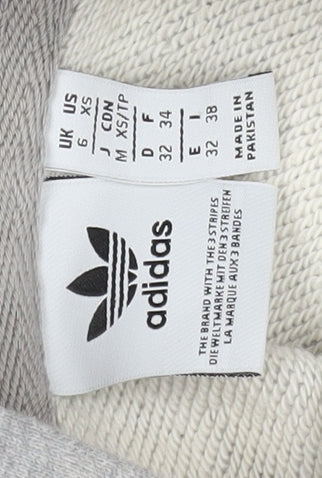 UK US
6 XS
J CDN
M XS/TP
D F
32 34
E I
32 38
MADE IN
PAKISTAN
adidas
THE BRAND WITH THE 3 STRIPES
DIE WELTMARKE MIT DEN 3 STREIFEN
LA MARQUE AUX 3 BANDES